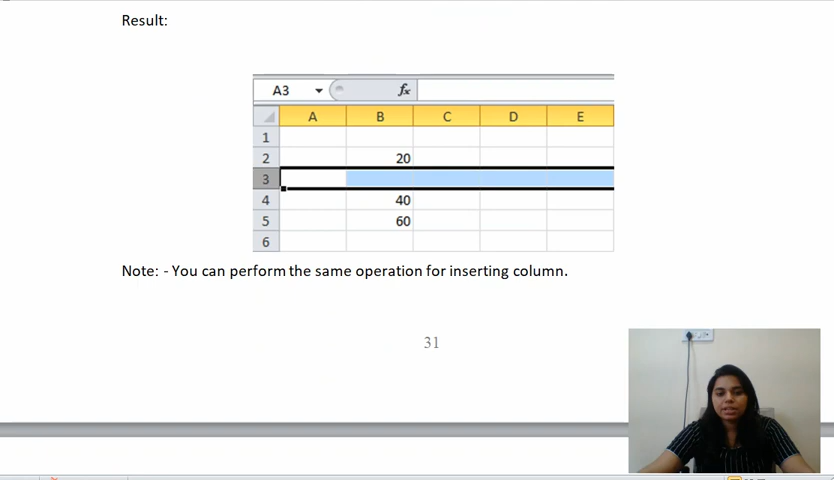 Result:
A3 fx
A B C D E
1
2 20
3
4 40
5 60
6
Note: - You can perform the same operation for inserting column.
31